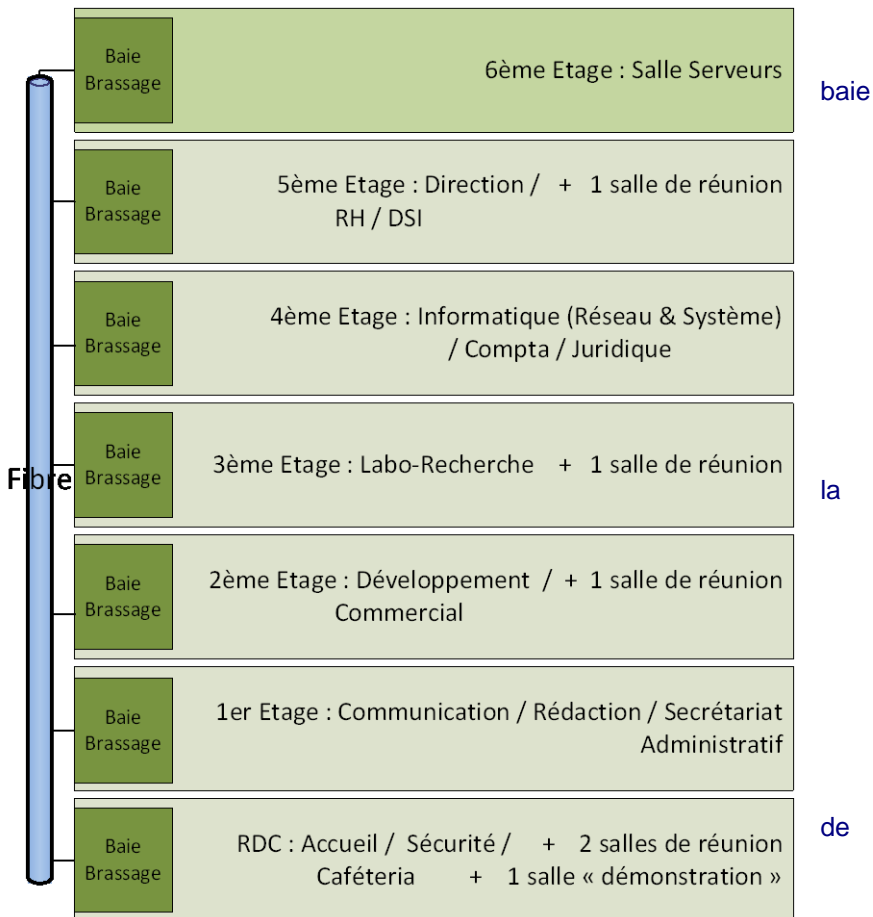 Baie
Brassage
6ème Etage : Salle Serveurs
baie
Baie
Brassage
5ème Etage : Direction / + 1 salle de réunion
RH / DSI
Baie
Brassage
4ème Etage : Informatique (Réseau & Système)
/ Compta / Juridique
Fibre
Baie
Brassage
3ème Etage : Labo-Recherche + 1 salle de réunion
la
Baie
Brassage
2ème Etage : Développement / + 1 salle de réunion
Commercial
Baie
Brassage
1er Etage : Communication / Rédaction / Secrétariat
Administratif
Baie
Brassage
RDC : Accueil / Sécurité / + 2 salles de réunion
Caféteria + 1 salle « démonstration »
de